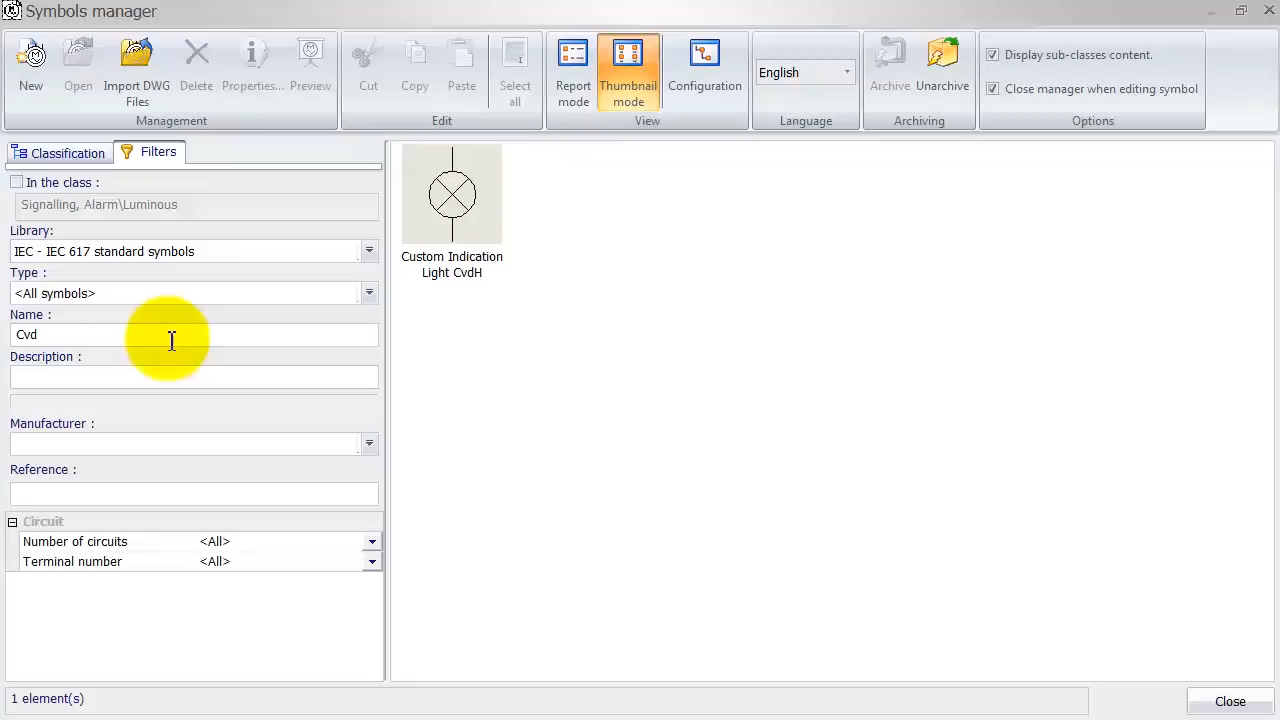 Symbols manager
New
Open
Import DWG
Files
Delete
Properties...
Preview
Management
Cut
Copy
Paste
Select
all
Edit
Report
mode
Thumbnail
mode
Configuration
View
English
Language
Archive
Unarchive
Archiving
Display sub-classes content.
Close manager when editing symbol
Options
Classification
Filters
In the class :
Signalling, Alarm\Luminous
Library:
IEC - IEC 617 standard symbols
Type :
<All symbols>
Name :
Cvd
Description :
Manufacturer :
Reference :
Circuit
Number of circuits <All>
Terminal number <All>
Custom Indication
Light CvdH
1 element(s)
Close